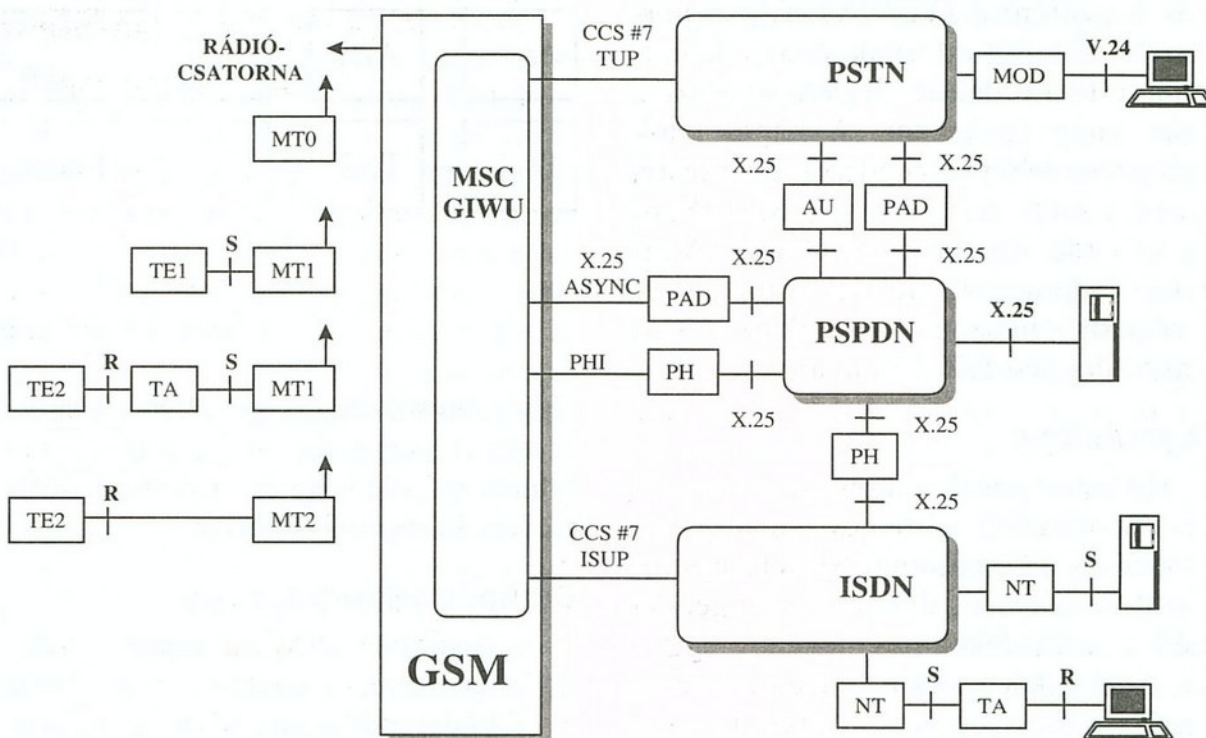 RÁDIÓ-
CSATORNA
MT0
S
TE1
MT1
R
S
TE2
TA
MT1
R
TE2
MT2
MSC
GIWU
GSM
CCS #7
TUP
PSTN
MOD
V.24
X.25
X.25
AU
PAD
X.25
X.25
X.25
ASYNC
PAD
PSPDN
X.25
PHI
PH
X.25
X.25
PH
X.25
CCS #7
ISUP
ISDN
NT
S
NT
S
TA
R